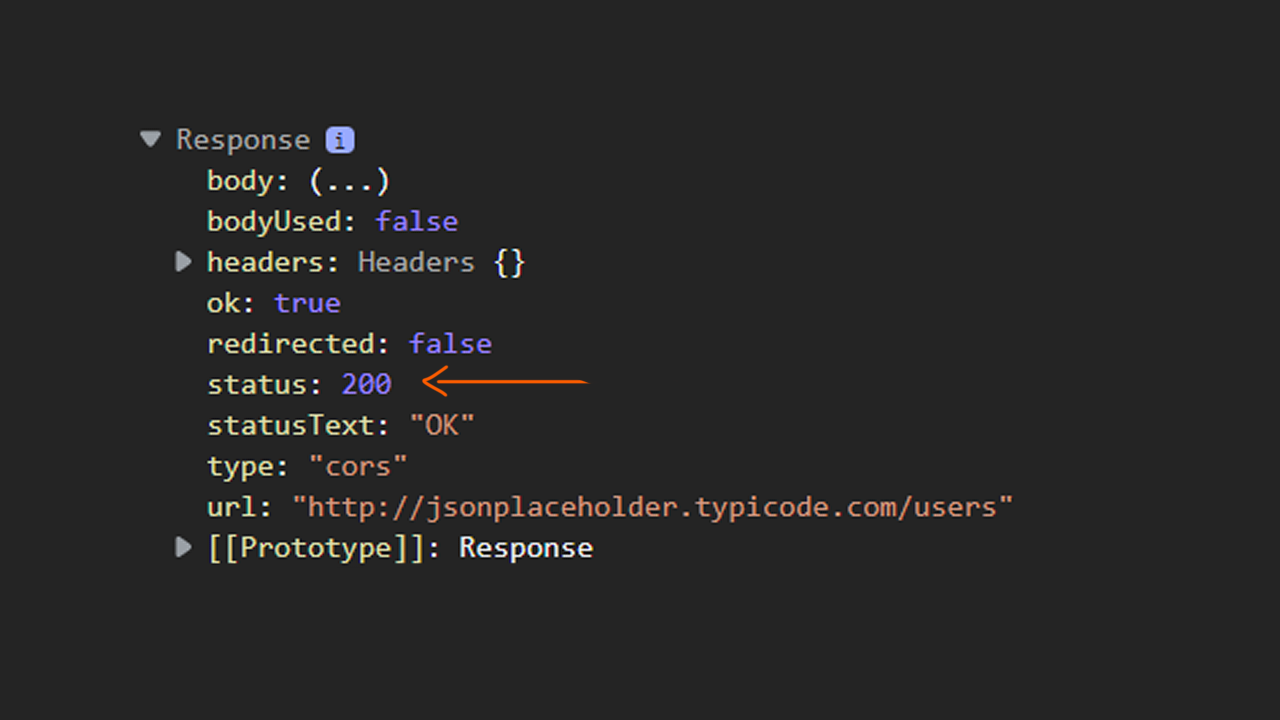 Response i
body: (...)
bodyUsed: false
headers: Headers {}
ok: true
redirected: false
status: 200
statusText: "OK"
type: "cors"
url: "http://jsonplaceholder.typicode.com/users"
[[Prototype]]: Response